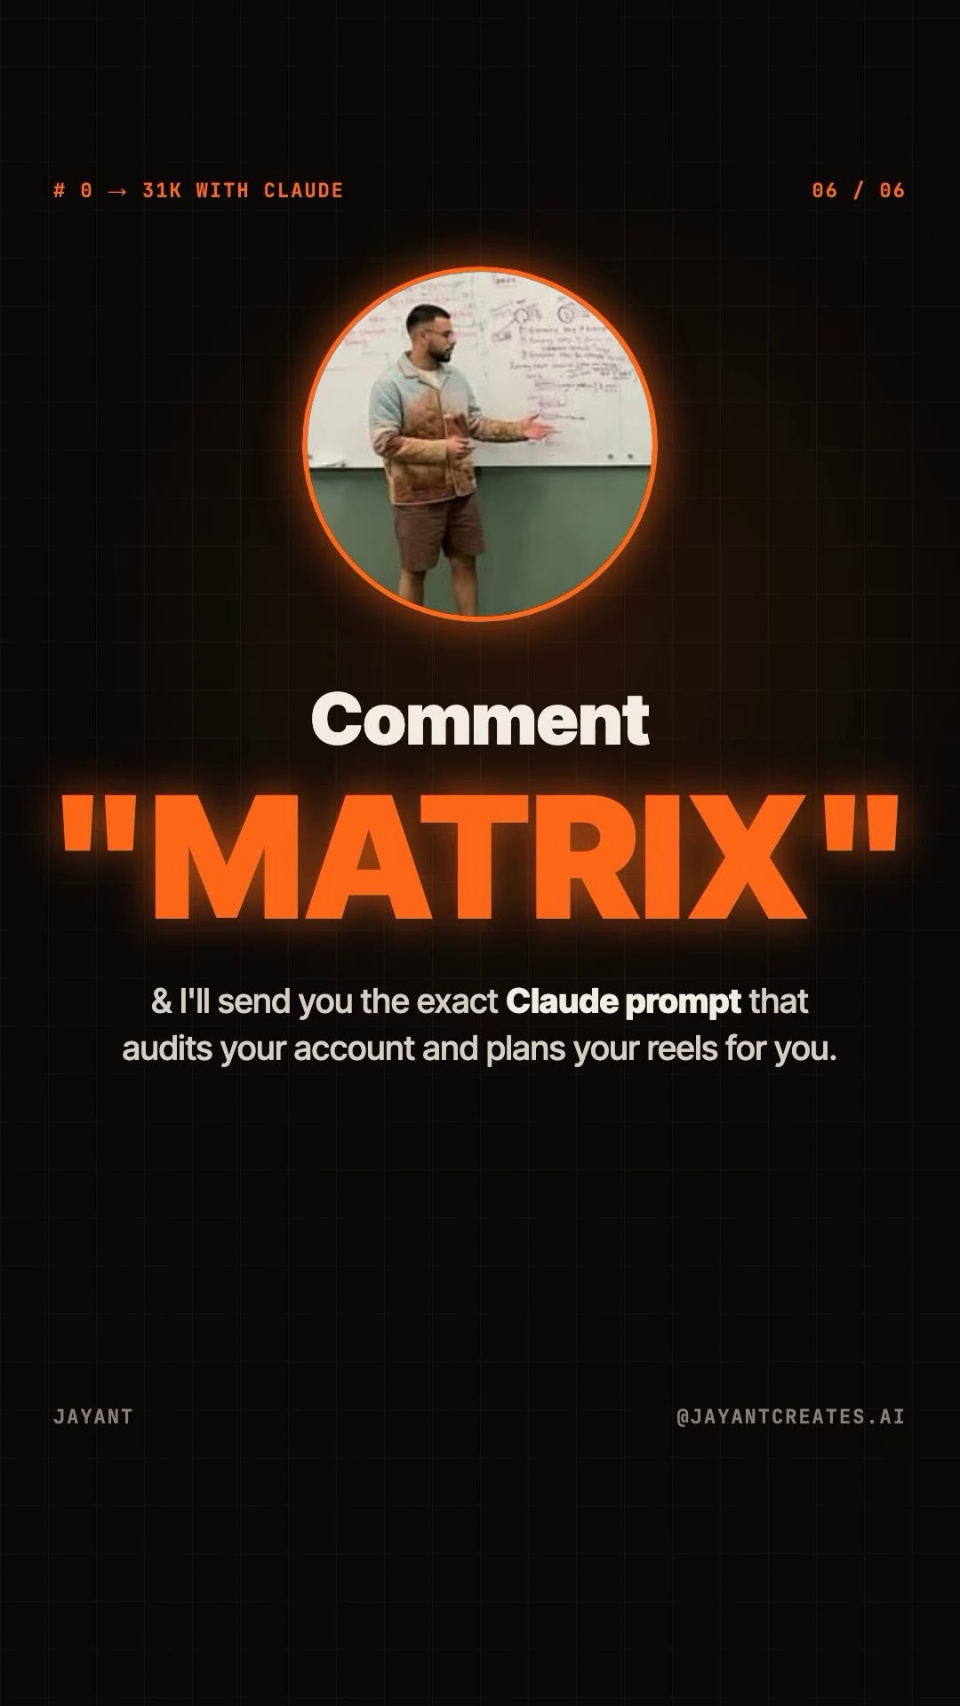 # 0 → 31K WITH CLAUDE
06 / 06
Comment
"MATRIX"
& I'll send you the exact Claude prompt that
audits your account and plans your reels for you.
JAYANT
@JAYANTCREATES.AI